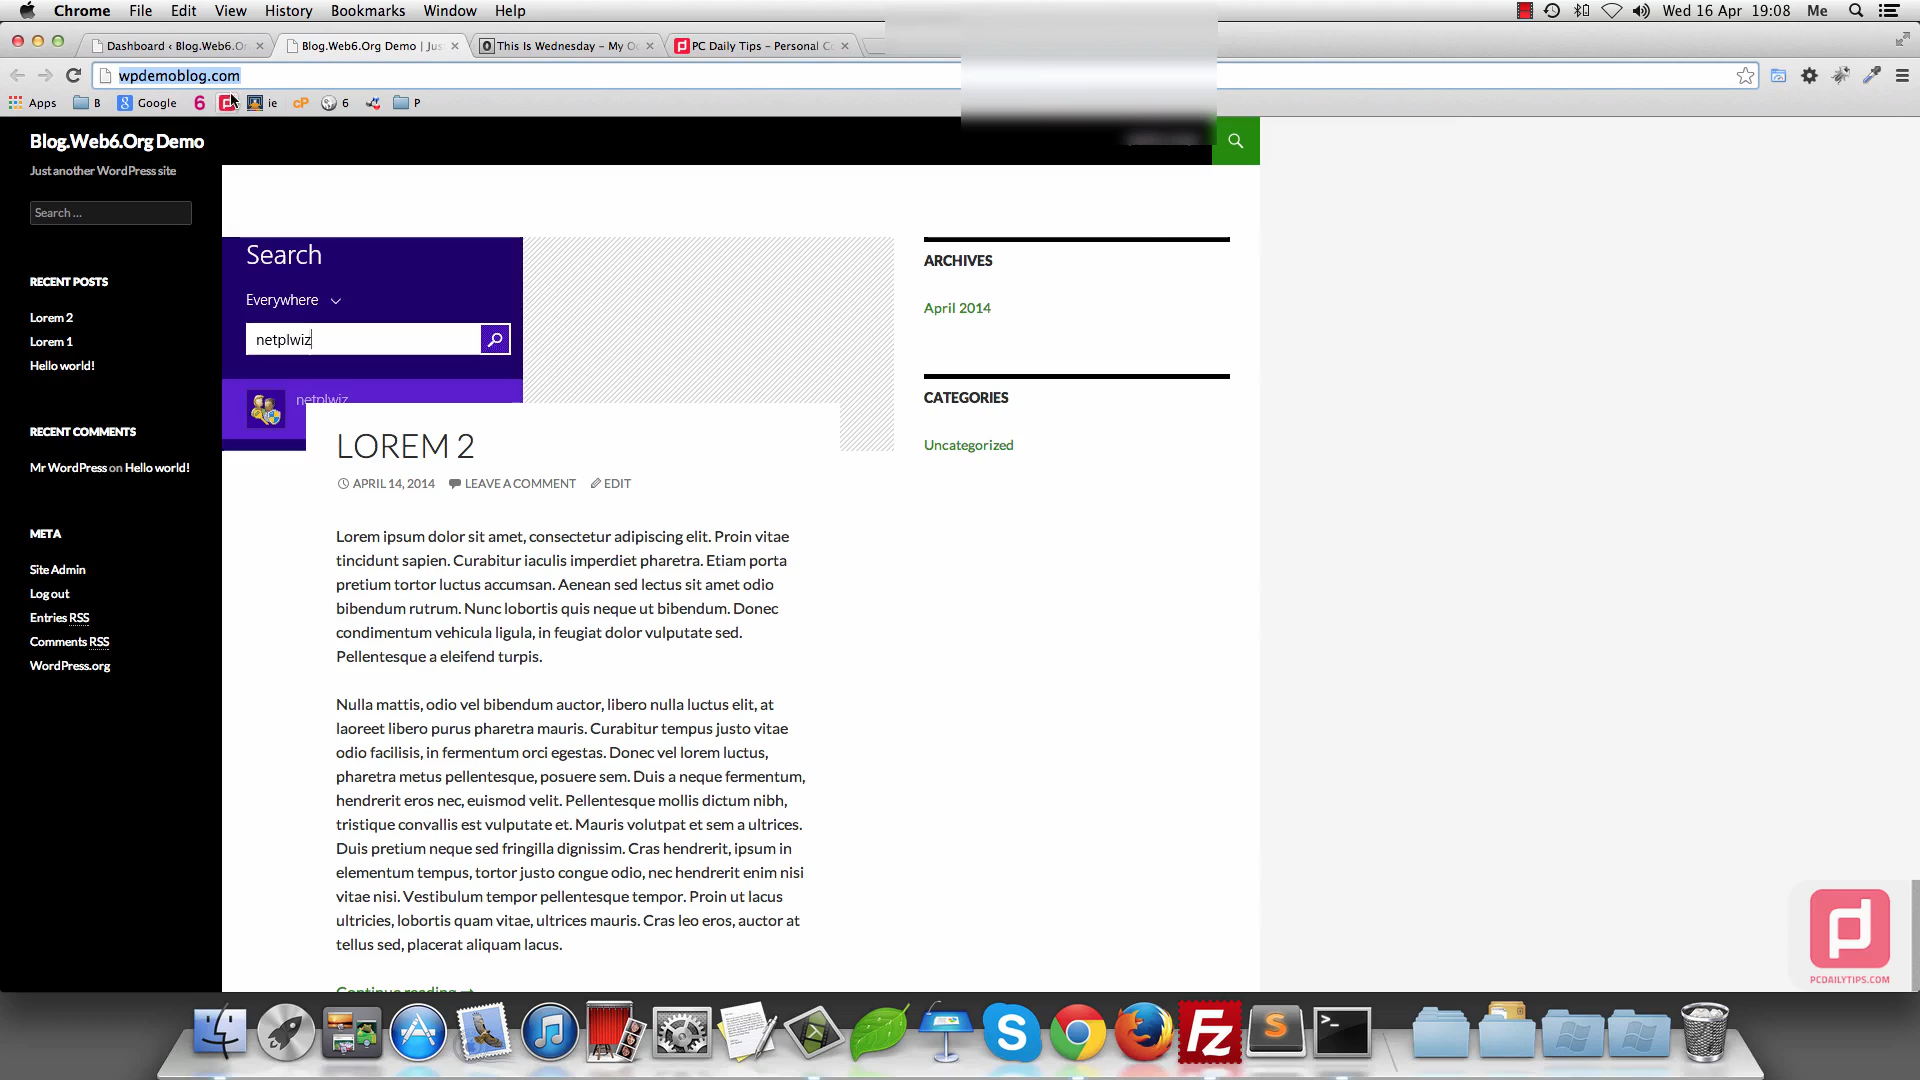 Chrome File Edit View History Bookmarks Window Help
Wed 16 Apr 19:08 Me
Dashboard ‹ Blog.Web6.Or
Blog.Web6.Org Demo | Jus
This Is Wednesday – My O
PC Daily Tips – Personal C
wpdemoblog.com
Apps B Google 6 ie cP 6 P
Blog.Web6.Org Demo
Just another WordPress site
Search ...
RECENT POSTS
Lorem 2
Lorem 1
Hello world!
RECENT COMMENTS
Mr WordPress on Hello world!
META
Site Admin
Log out
Entries RSS
Comments RSS
WordPress.org
Search
Everywhere
netplwiz
netplwiz
LOREM 2
APRIL 14, 2014 LEAVE A COMMENT EDIT
Lorem ipsum dolor sit amet, consectetur adipiscing elit. Proin vitae
tincidunt sapien. Curabitur iaculis imperdiet pharetra. Etiam porta
pretium tortor luctus accumsan. Aenean sed lectus sit amet odio
bibendum rutrum. Nunc lobortis quis neque ut bibendum. Donec
condimentum vehicula ligula, in feugiat dolor vulputate sed.
Pellentesque a eleifend turpis.
Nulla mattis, odio vel bibendum auctor, libero nulla luctus elit, at
laoreet libero purus pharetra mauris. Curabitur tempus justo vitae
odio facilisis, in fermentum orci egestas. Donec vel lorem luctus,
pharetra metus pellentesque, posuere sem. Duis a neque fermentum,
hendrerit eros nec, euismod velit. Pellentesque mollis dictum nibh,
tristique convallis est vulputate et. Mauris volutpat et sem a ultrices.
Duis pretium neque sed fringilla dignissim. Cras hendrerit, ipsum in
elementum tempus, tortor justo congue odio, nec hendrerit enim nisi
vitae nisi. Vestibulum tempor pellentesque tempor. Proin ut lacus
ultricies, lobortis quam vitae, ultrices mauris. Cras leo eros, auctor at
tellus sed, placerat aliquam lacus.
Continue reading →
ARCHIVES
April 2014
CATEGORIES
Uncategorized
PCDAILYTIPS.COM